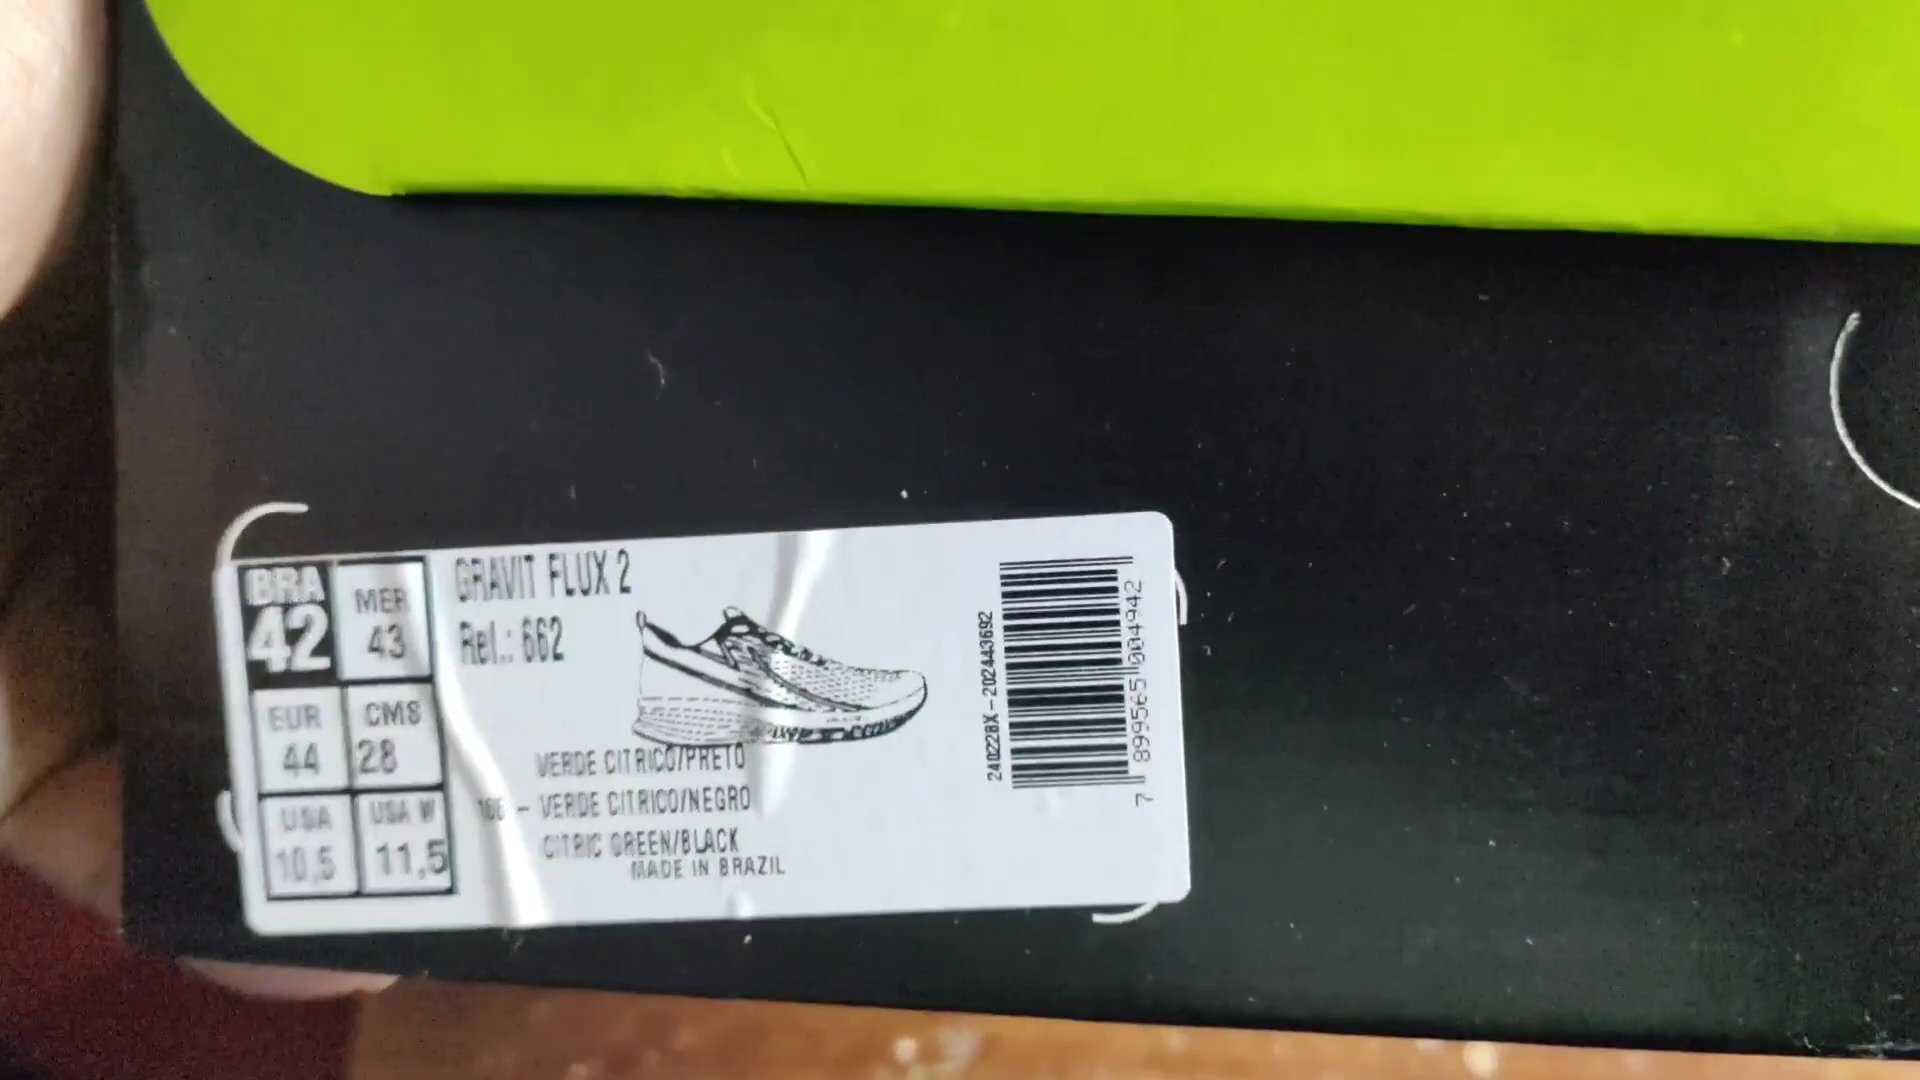 BRA
42
MER
43
EUR
44
CMS
28
USA
10,5
USA W
11,5
GRAVIT FLUX 2
Ref.: 662
VERDE CITRICO/PRETO
- VERDE CITRICO/NEGRO
CITRIC GREEN/BLACK
MADE IN BRAZIL
240228X-202443692
7 899565 004942